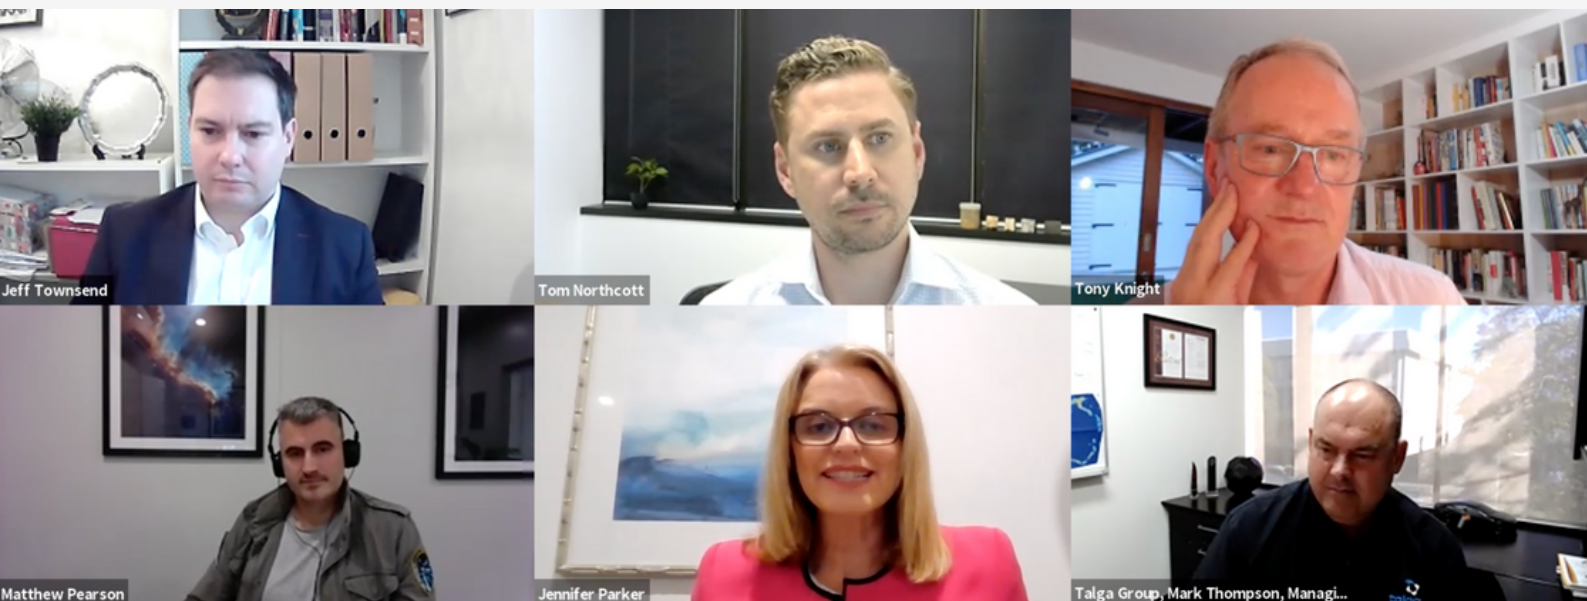 Jeff Townsend
Tom Northcott
Tony Knight
Matthew Pearson
Jennifer Parker
Talga Group, Mark Thompson, Managi...